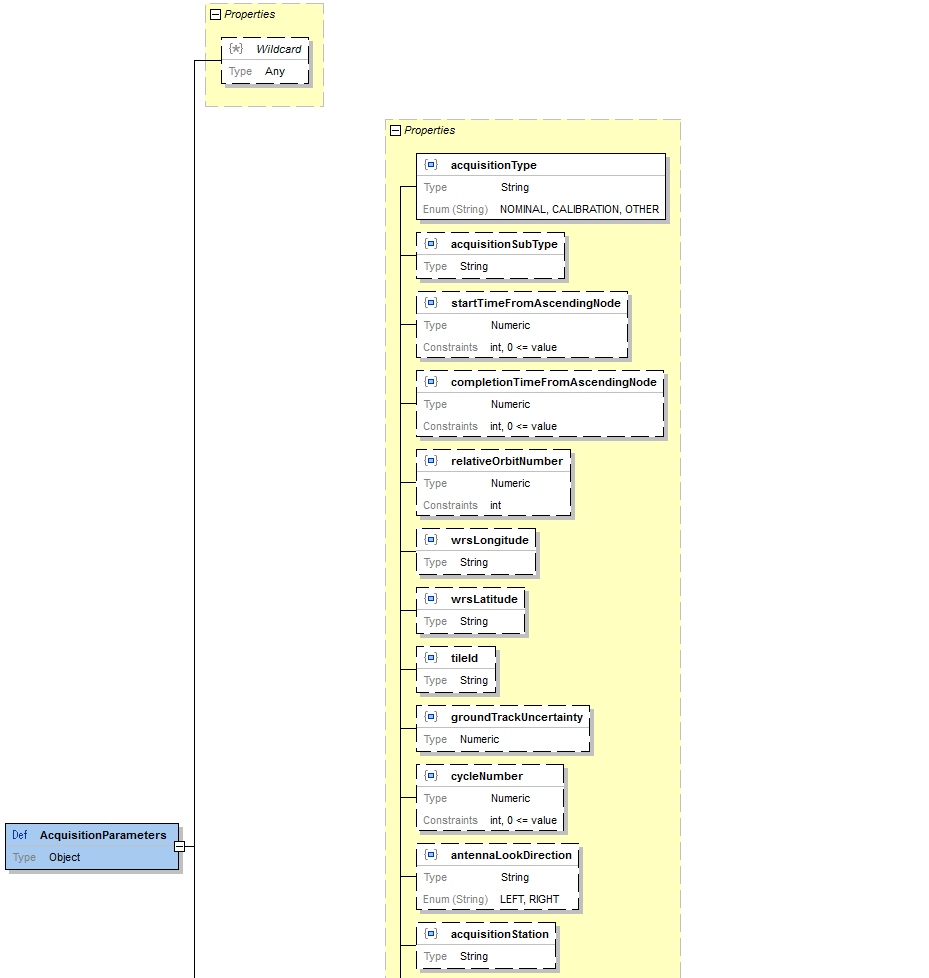 Properties
{*} Wildcard
Type Any
Properties
acquisitionType
Type String
Enum (String) NOMINAL, CALIBRATION, OTHER
acquisitionSubType
Type String
startTimeFromAscendingNode
Type Numeric
Constraints int, 0 <= value
completionTimeFromAscendingNode
Type Numeric
Constraints int, 0 <= value
relativeOrbitNumber
Type Numeric
Constraints int
wrsLongitude
Type String
wrsLatitude
Type String
tileId
Type String
groundTrackUncertainty
Type Numeric
cycleNumber
Type Numeric
Constraints int, 0 <= value
Def AcquisitionParameters
Type Object
antennaLookDirection
Type String
Enum (String) LEFT, RIGHT
acquisitionStation
Type String